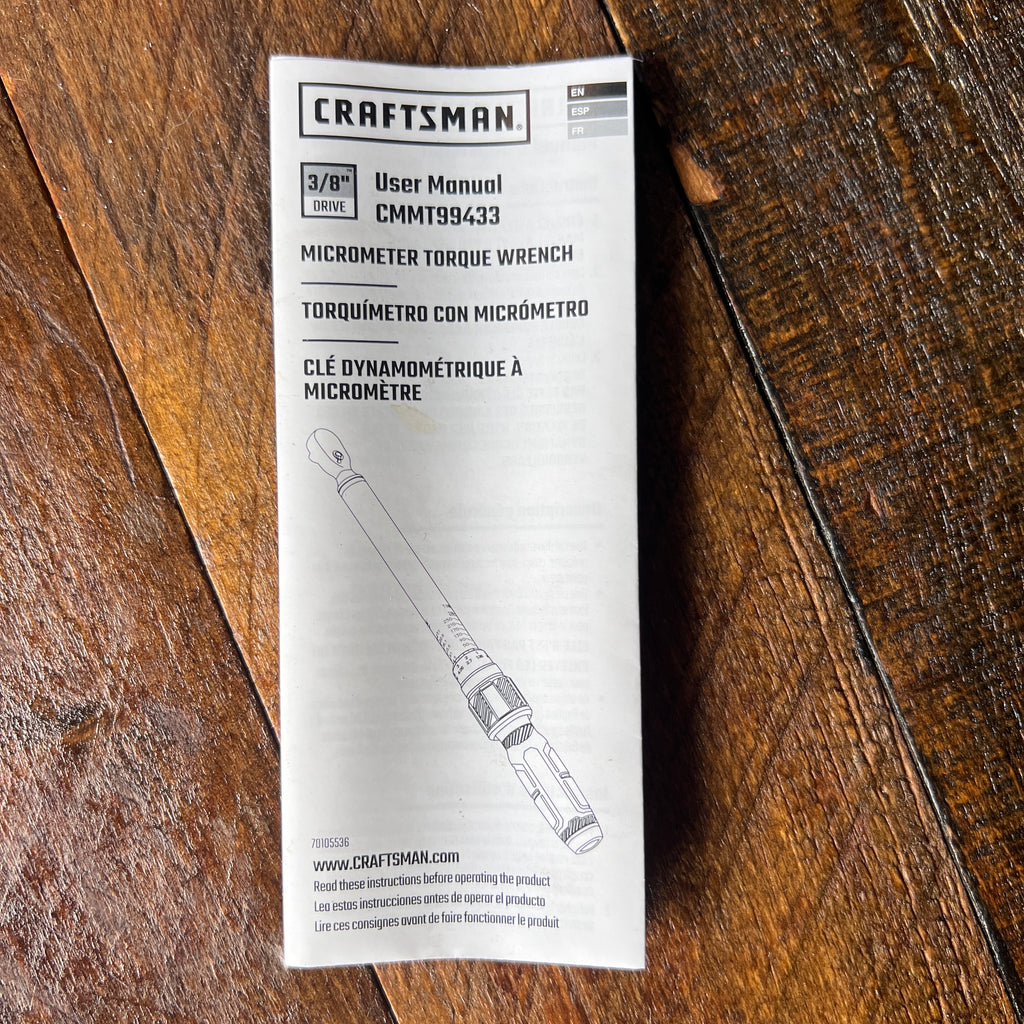 CRAFTSMAN®
EN
ESP
FR
3/8"™
DRIVE
User Manual
CMMT99433
MICROMETER TORQUE WRENCH
TORQUÍMETRO CON MICRÓMETRO
CLÉ DYNAMOMÉTRIQUE À
MICROMÈTRE
70105536
www.CRAFTSMAN.com
Read these instructions before operating the product
Lea estas instrucciones antes de operar el producto
Lire ces consignes avant de faire fonctionner le produit